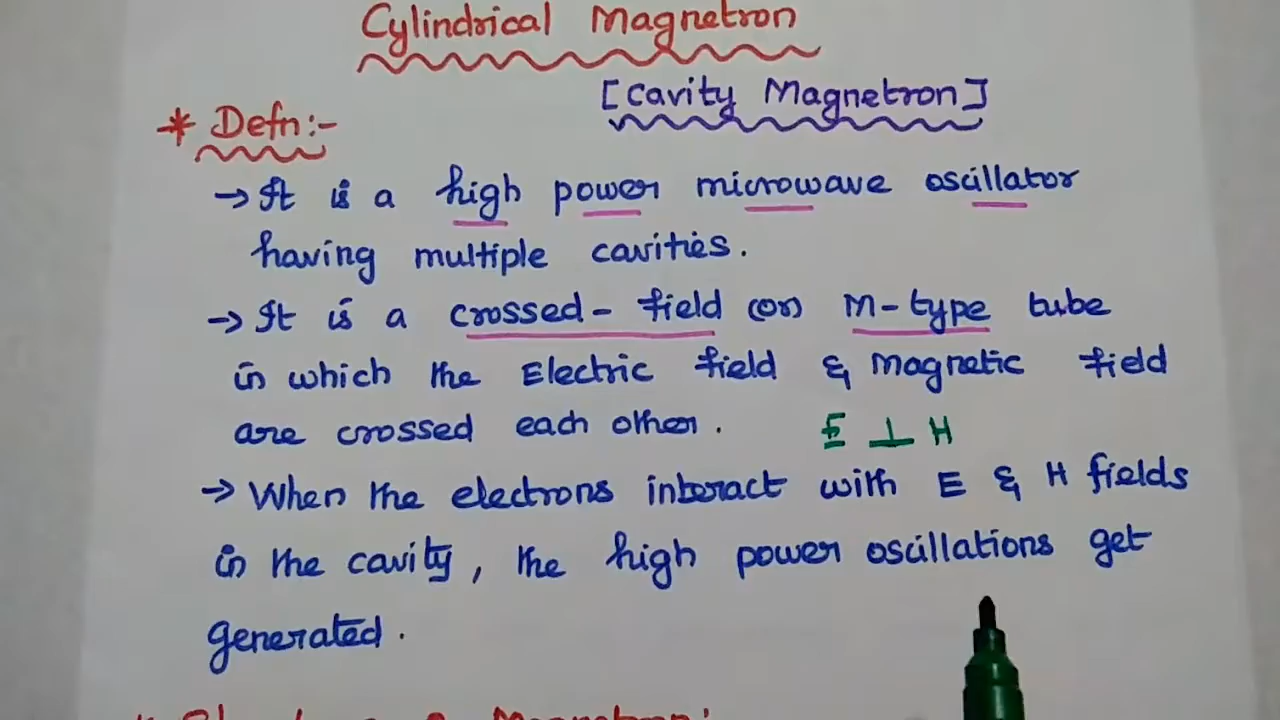 Cylindrical Magnetron
[Cavity Magnetron]
* Defn:-
→ It is a high power microwave oscillator
having multiple cavities.
→ It is a crossed-field (or) M-type tube
in which the Electric field & Magnetic field
are crossed each other. E ⊥ H
→ When the electrons interact with E & H fields
in the cavity, the high power oscillations get
generated.